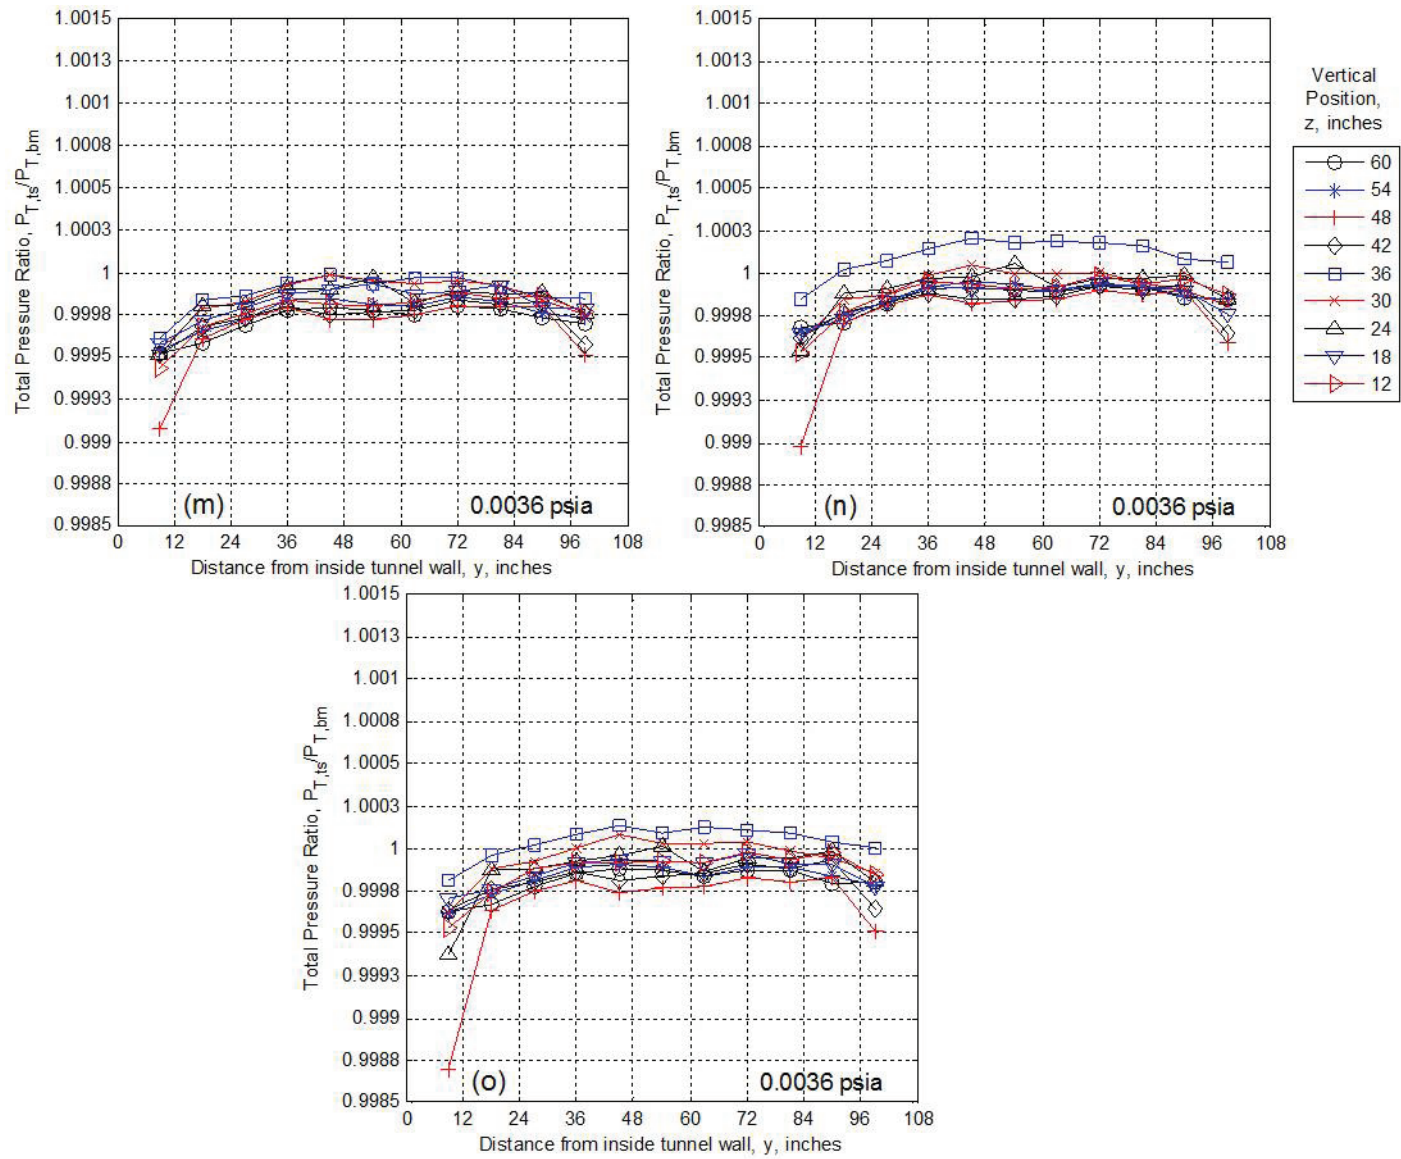 1.0015
1.0013
1.001
1.0008
1.0005
1.0003
1
0.9998
0.9995
0.9993
0.999
0.9988
0.9985
Total Pressure Ratio, P_T,ts/P_T,bm
(m)
0.0036 psia
0 12 24 36 48 60 72 84 96 108
Distance from inside tunnel wall, y, inches
1.0015
1.0013
1.001
1.0008
1.0005
1.0003
1
0.9998
0.9995
0.9993
0.999
0.9988
0.9985
Total Pressure Ratio, P_T,ts/P_T,bm
(n)
0.0036 psia
0 12 24 36 48 60 72 84 96 108
Distance from inside tunnel wall, y, inches
Vertical
Position,
z, inches
60
54
48
42
36
30
24
18
12
1.0015
1.0013
1.001
1.0008
1.0005
1.0003
1
0.9998
0.9995
0.9993
0.999
0.9988
0.9985
Total Pressure Ratio, P_T,ts/P_T,bm
(o)
0.0036 psia
0 12 24 36 48 60 72 84 96 108
Distance from inside tunnel wall, y, inches